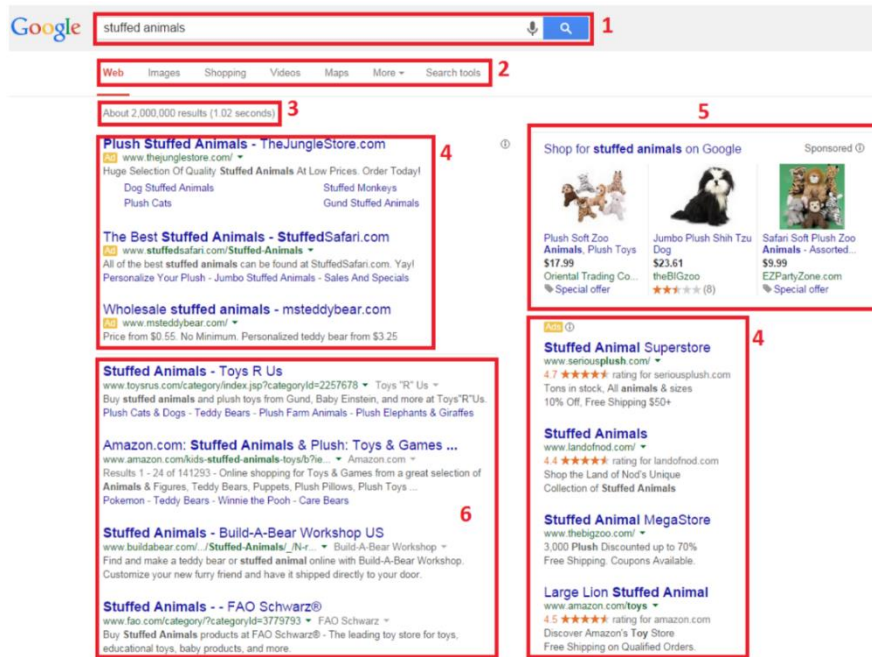 Google
stuffed animals
1
Web Images Shopping Videos Maps More Search tools
2
About 2,000,000 results (1.02 seconds)
3
Plush Stuffed Animals - TheJungleStore.com
Ad www.thejunglestore.com/
Huge Selection Of Quality Stuffed Animals At Low Prices. Order Today!
Dog Stuffed Animals Stuffed Monkeys
Plush Cats Gund Stuffed Animals
4
The Best Stuffed Animals - StuffedSafari.com
Ad www.stuffedsafari.com/Stuffed-Animals
All of the best stuffed animals can be found at StuffedSafari.com. Yay!
Personalize Your Plush - Jumbo Stuffed Animals - Sales And Specials
Wholesale stuffed animals - msteddybear.com/
Ad www.msteddybear.com/
Price from $0.55. No Minimum. Personalized teddy bear from $3.25
Stuffed Animals - Toys R Us
www.toysrus.com/category/index.jsp?categoryId=2257678 Toys "R" Us
Buy stuffed animals and plush toys from Gund, Baby Einstein, and more at Toys"R"Us.
Plush Cats & Dogs - Teddy Bears - Plush Farm Animals - Plush Elephants & Giraffes
Amazon.com: Stuffed Animals & Plush: Toys & Games ...
www.amazon.com/kids-stuffed-animals-toys/b?ie... Amazon.com
Results 1 - 24 of 141293 - Online shopping for Toys & Games from a great selection of
Animals & Figures, Teddy Bears, Puppets, Plush Pillows, Plush Toys ...
Pokemon - Teddy Bears - Winnie the Pooh - Care Bears
6
Stuffed Animals - Build-A-Bear Workshop US
www.buildabear.com/.../Stuffed-Animals/_/N-r... Build-A-Bear Workshop
Find and make a teddy bear or stuffed animal online with Build-A-Bear Workshop.
Customize your new furry friend and have it shipped directly to your door.
Stuffed Animals - - FAO Schwarz®
www.fao.com/category/?categoryId=3779793 FAO Schwarz
Buy Stuffed Animals products at FAO Schwarz® - The leading toy store for toys,
educational toys, baby products, and more.
5
Shop for stuffed animals on Google Sponsored
Plush Soft Zoo
Animals, Plush Toys
$17.99
Oriental Trading Co...
Special offer
Jumbo Plush Shih Tzu
Dog
$23.61
theBIGzoo
(8)
Safari Soft Plush Zoo
Animals - Assorted...
$9.99
EZPartyZone.com
Special offer
Ads
4
Stuffed Animal Superstore
www.seriousplush.com/
4.7 rating for seriousplush.com
Tons in stock, All animals & sizes
10% Off, Free Shipping $50+
Stuffed Animals
www.landofnod.com/
4.4 rating for landofnod.com
Shop the Land of Nod's Unique
Collection of Stuffed Animals
Stuffed Animal MegaStore
www.thebigzoo.com/
3,000 Plush Discounted up to 70%
Free Shipping. Coupons Available.
Large Lion Stuffed Animal
www.amazon.com/toys
4.5 rating for amazon.com
Discover Amazon's Toy Store
Free Shipping on Qualified Orders.